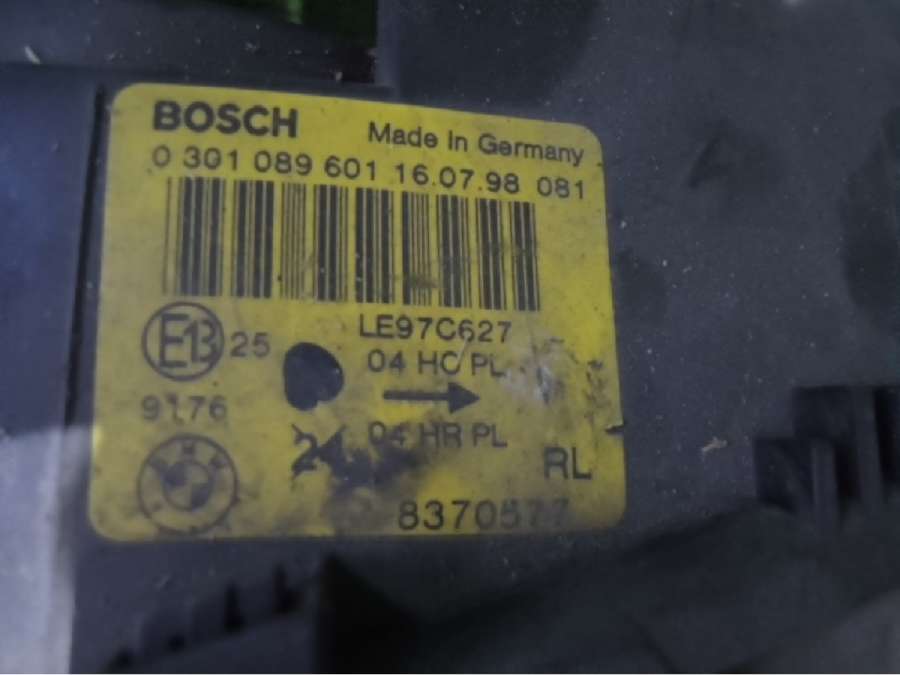 BOSCH Made In Germany
0 301 089 601 16.07.98 081
LE97C627
E13 25 04 HC PL
9176
24 04 HR PL
RL
8370577